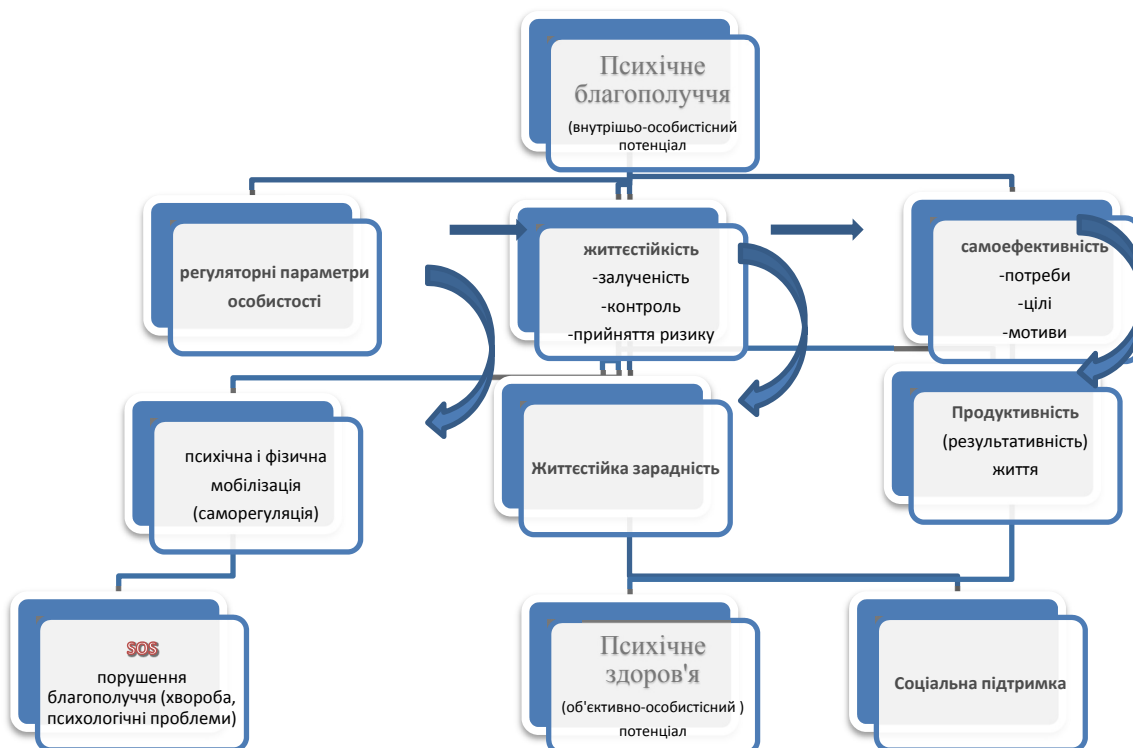 Психічне
благополуччя
(внутрішьо-особистісний
потенціал
регуляторні параметри
особистості
життєстійкість
-залученість
-контроль
-прийняття ризику
самоефективність
-потреби
-цілі
-мотиви
психічна і фізична
мобілізація
(саморегуляція)
Життєстійка зарадність
Продуктивність
(результативність)
життя
SOS
порушення
благополуччя (хвороба,
психологічні проблеми)
Психічне
здоров'я
(об'єктивно-особистісний )
потенціал
Соціальна підтримка